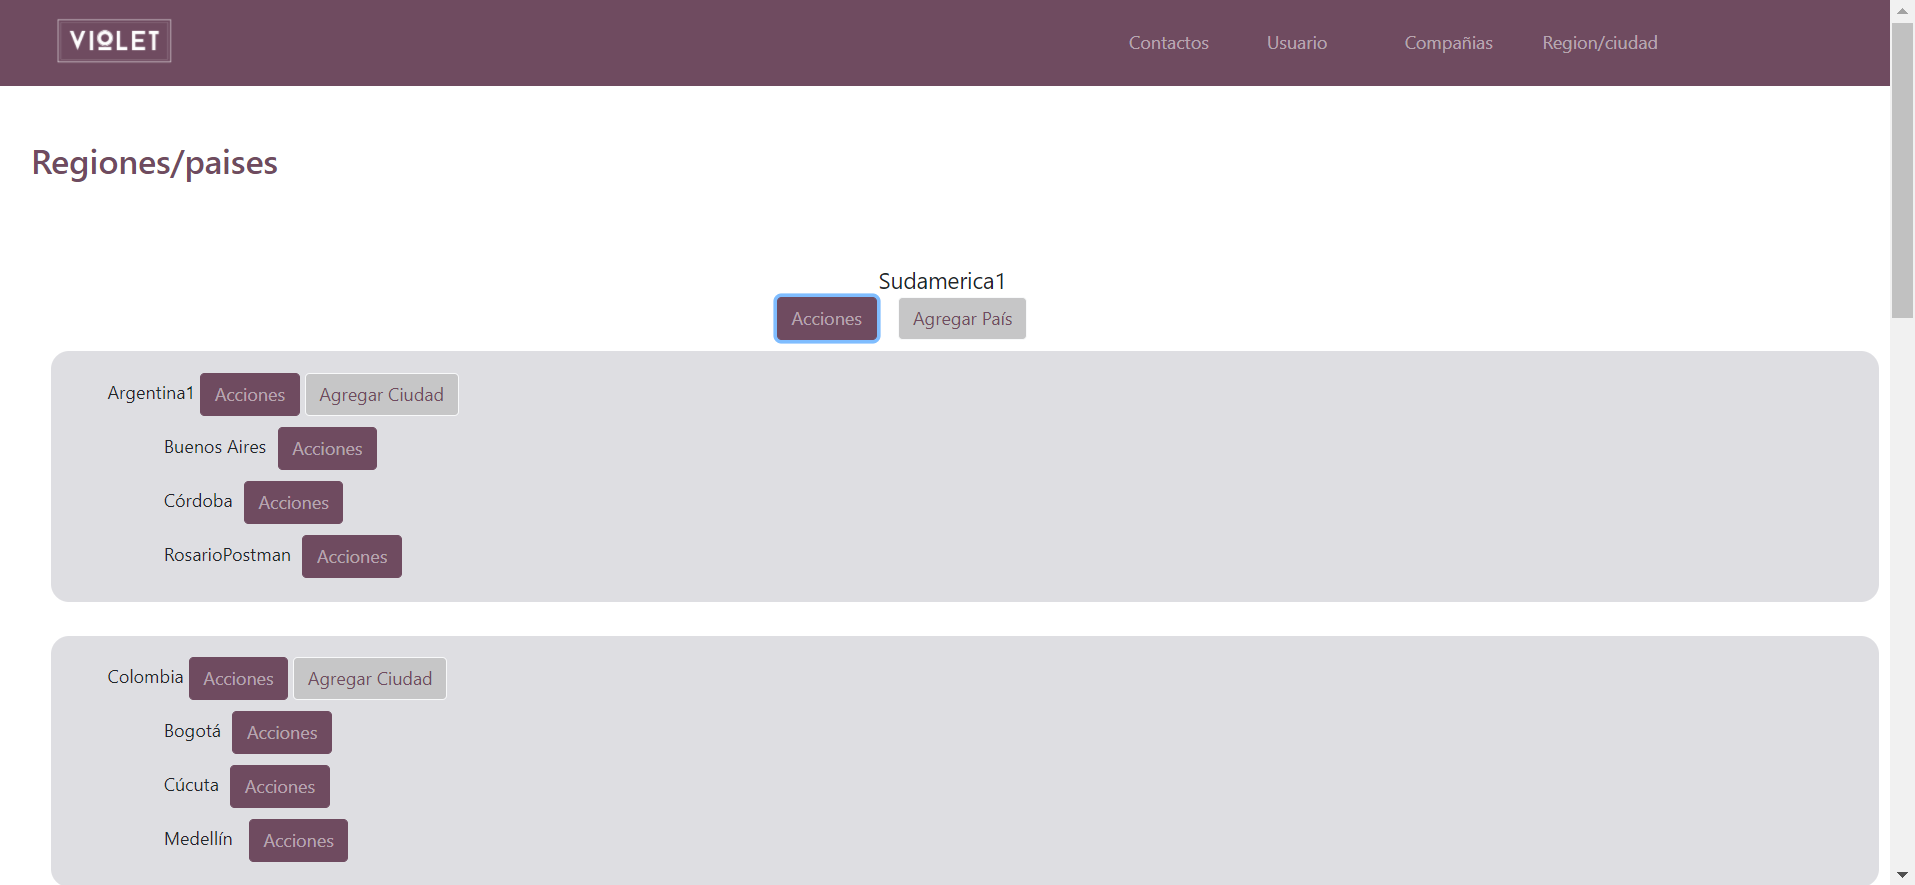 VIOLET Contactos Usuario Compañias Region/ciudad
Regiones/paises
Sudamerica1
Acciones Agregar País
Argentina1 Acciones Agregar Ciudad
Buenos Aires Acciones
Córdoba Acciones
RosarioPostman Acciones
Colombia Acciones Agregar Ciudad
Bogotá Acciones
Cúcuta Acciones
Medellín Acciones